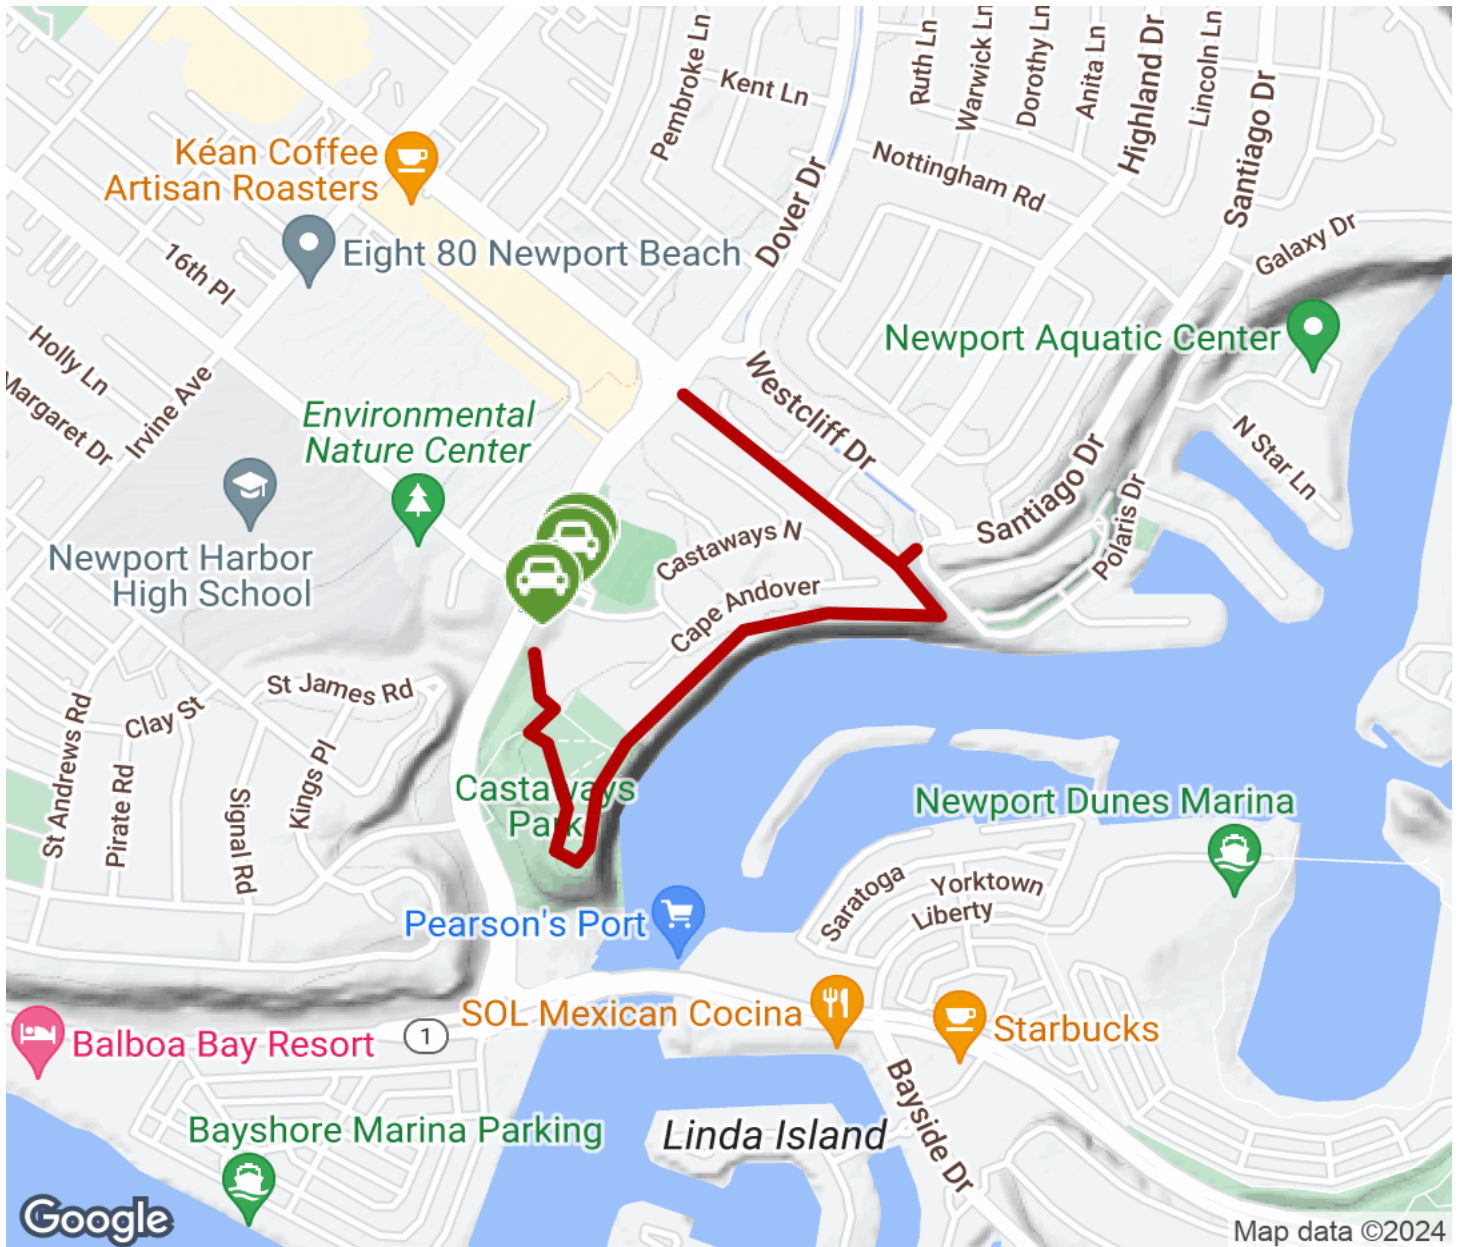 Pembroke Ln
Kent Ln
Ruth Ln
Warwick Ln
Dorothy Ln
Anita Ln
Highland Dr
Lincoln Ln
Santiago Dr
Kéan Coffee
Artisan Roasters
Nottingham Rd
Dover Dr
Eight 80 Newport Beach
Galaxy Dr
16th Pl
Holly Ln
Newport Aquatic Center
Margaret Dr
Irvine Ave
Westcliff Dr
Environmental
Nature Center
N Star Ln
Santiago Dr
Polaris Dr
Newport Harbor
High School
Castaways N
Cape Andover
St James Rd
Clay St
St Andrews Rd
Pirate Rd
Signal Rd
Kings Pl
Castaways
Park
Newport Dunes Marina
Saratoga
Yorktown
Liberty
Pearson's Port
SOL Mexican Cocina
Starbucks
Balboa Bay Resort
1
Bayside Dr
Bayshore Marina Parking
Linda Island
Google
Map data ©2024